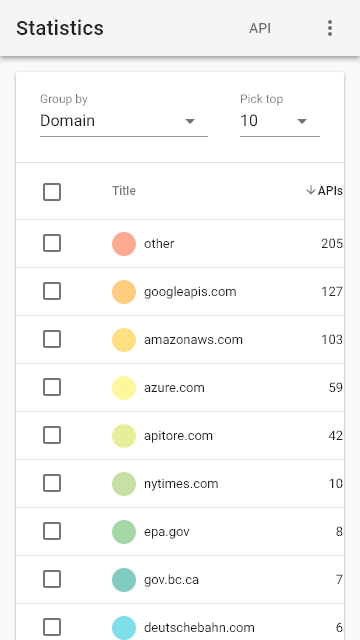 Statistics API
Group by Pick top
Domain 10
Title APIs
other 205
googleapis.com 127
amazonaws.com 103
azure.com 59
apitore.com 42
nytimes.com 10
epa.gov 8
gov.bc.ca 7
deutschebahn.com 6